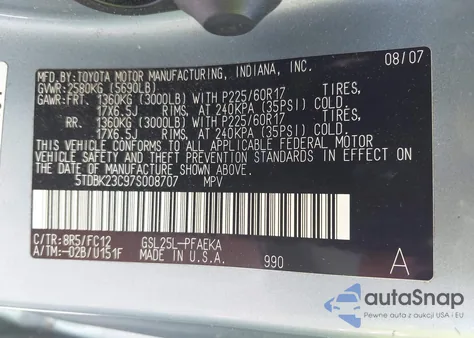 MFD. BY: TOYOTA MOTOR MANUFACTURING, INDIANA, INC. 08/07
GVWR: 2580KG (5690LB)
GAWR: FRT. 1360KG (3000LB) WITH P225/60R17 TIRES,
17X6.5J RIMS, AT 240KPA (35PSI) COLD.
RR. 1360KG (3000LB) WITH P225/60R17 TIRES,
17X6.5J RIMS, AT 240KPA (35PSI) COLD.
THIS VEHICLE CONFORMS TO ALL APPLICABLE FEDERAL MOTOR
VEHICLE SAFETY STANDARDS IN EFFECT ON
THE DATE OF MANUFACTURE SHOWN ABOVE.
5TDBK23C97S008707 MPV
C/TR: 8R5/FC12 GSL25L-PFAEKA
A/TM: -02B/U151F MADE IN U.S.A. 990 A
autoSnap
Pewne auta z aukcji USA i EU